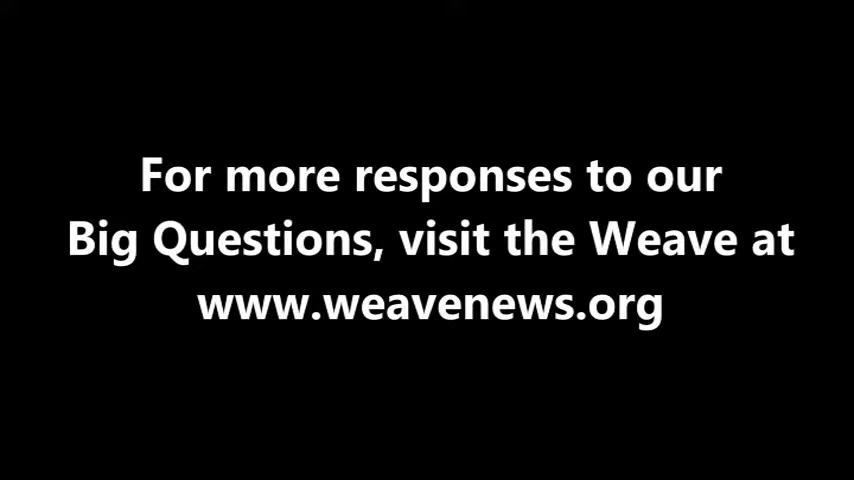 For more responses to our
Big Questions, visit the Weave at
www.weavenews.org